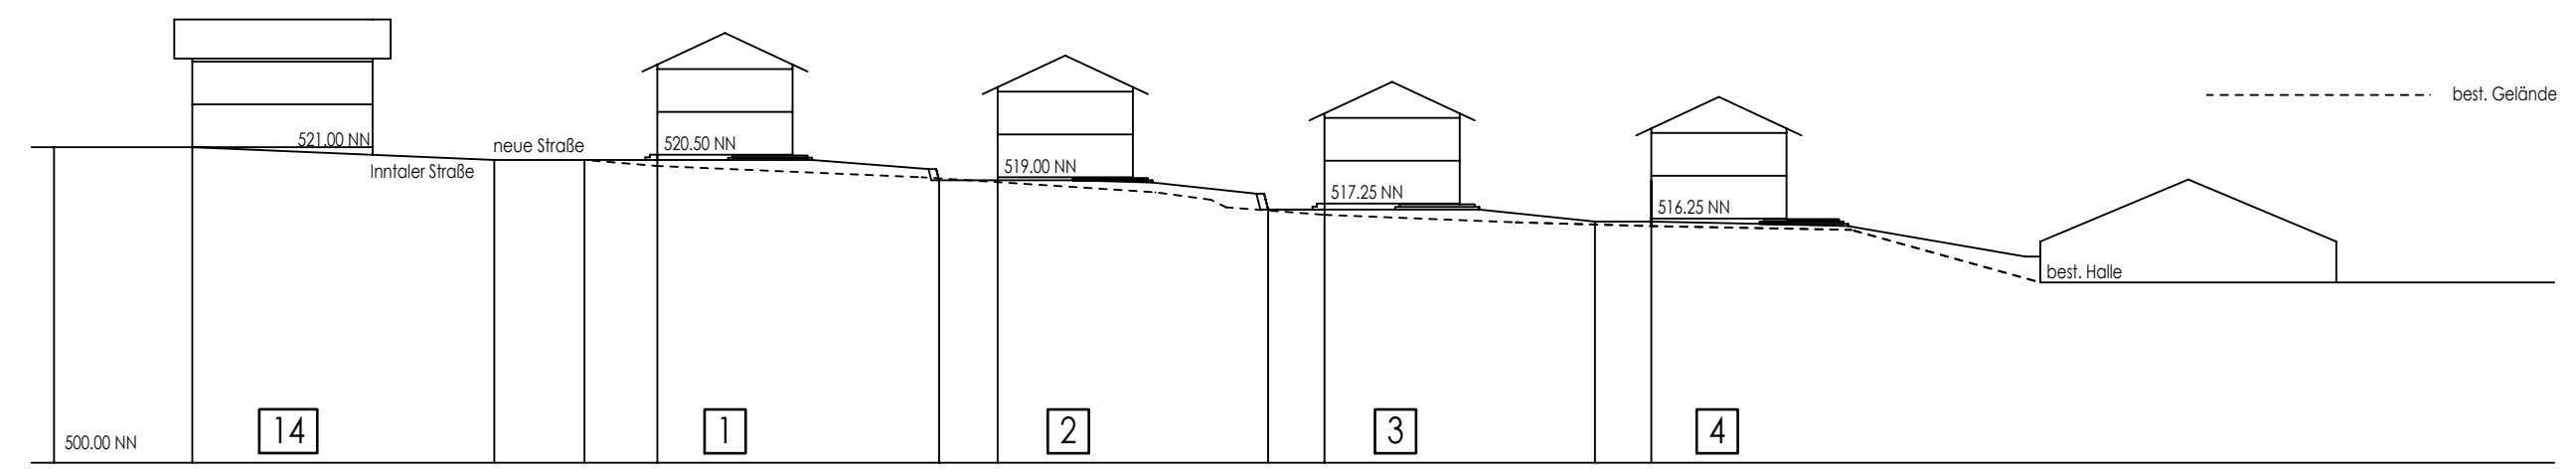 best. Gelände
521.00 NN
neue Straße
520.50 NN
Inntaler Straße
519.00 NN
517.25 NN
516.25 NN
best. Halle
500.00 NN
14
1
2
3
4